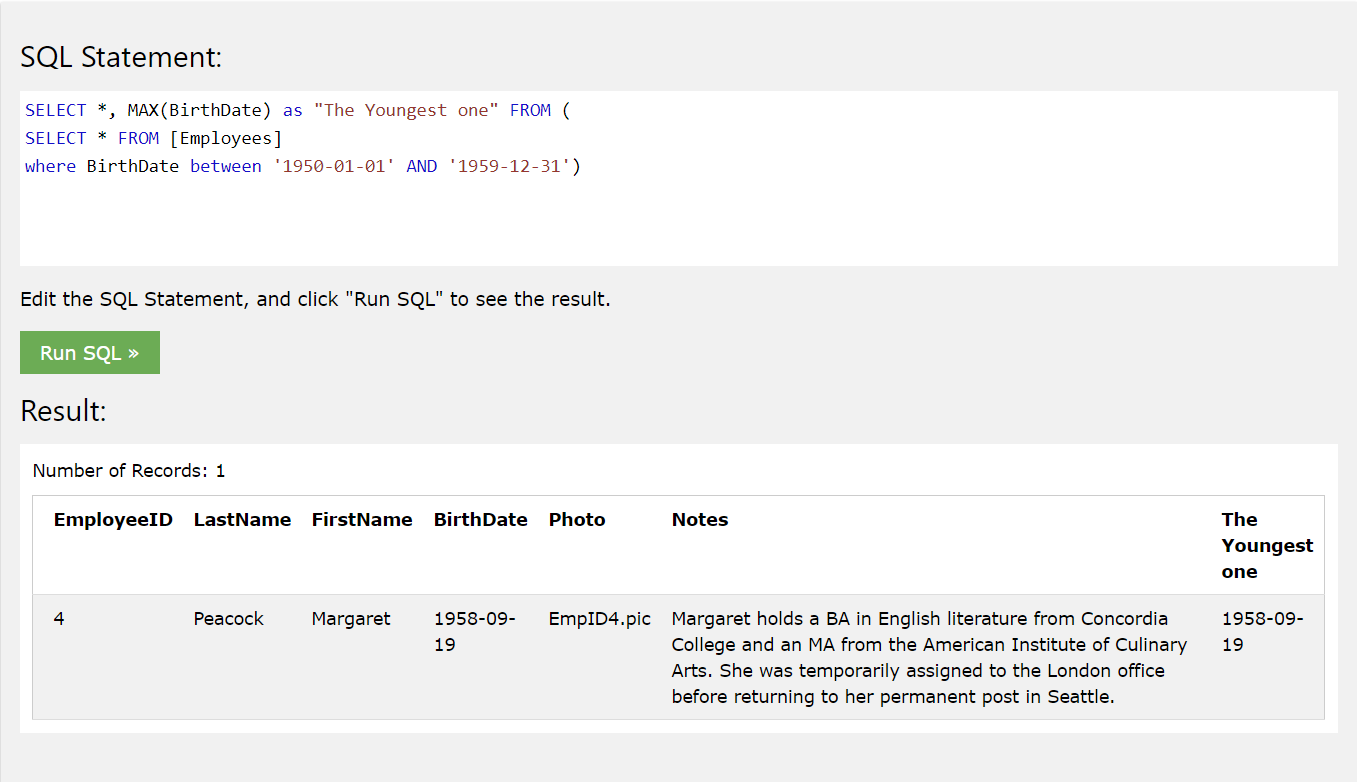 SQL Statement:
SELECT *, MAX(BirthDate) as "The Youngest one" FROM (
SELECT * FROM [Employees]
where BirthDate between '1950-01-01' AND '1959-12-31')
Edit the SQL Statement, and click "Run SQL" to see the result.
Run SQL »
Result:
Number of Records: 1
EmployeeID LastName FirstName BirthDate Photo Notes The
Youngest
one
4 Peacock Margaret 1958-09- EmpID4.pic Margaret holds a BA in English literature from Concordia 1958-09-
19 College and an MA from the American Institute of Culinary 19
Arts. She was temporarily assigned to the London office
before returning to her permanent post in Seattle.